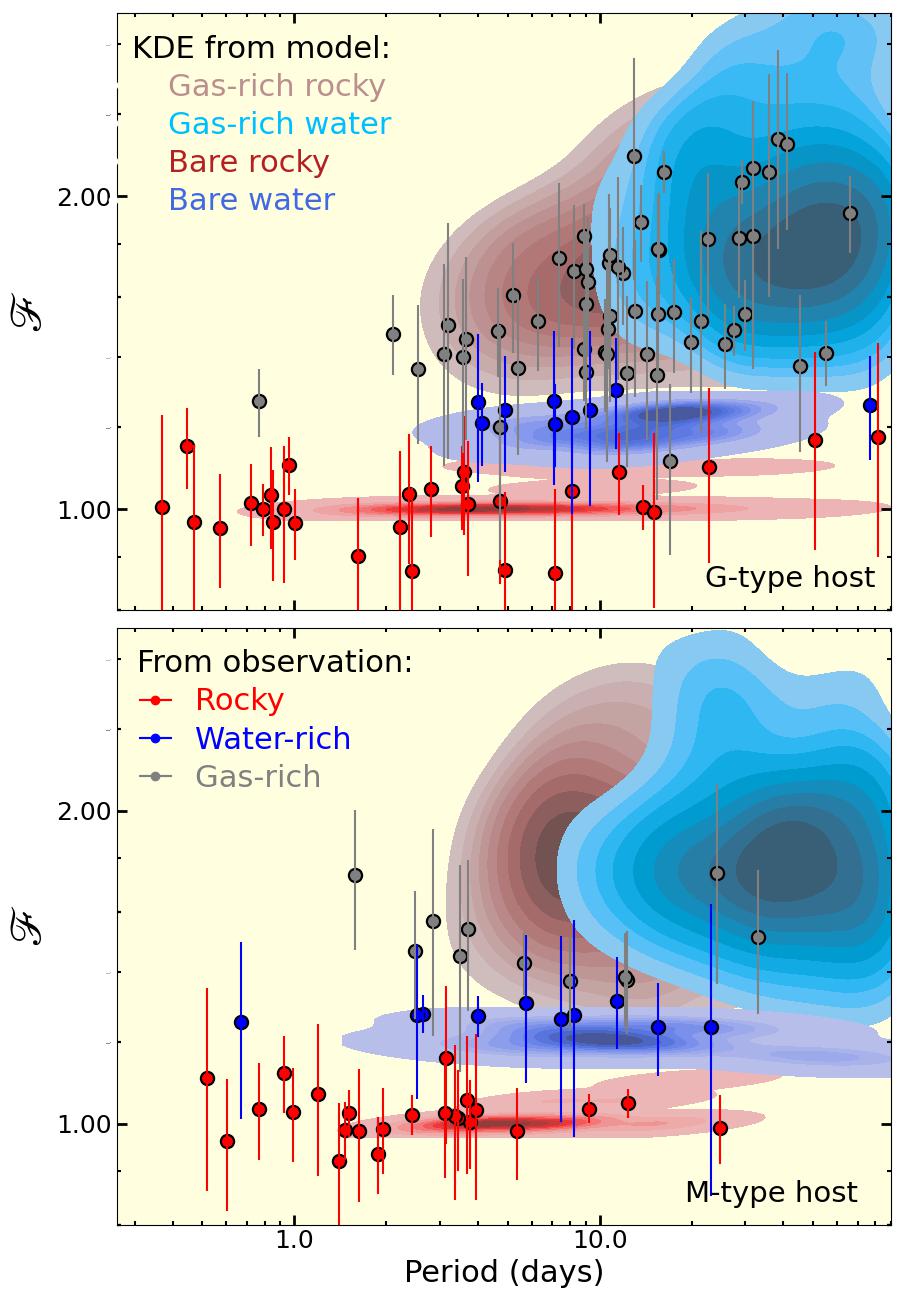 KDE from model:
Gas-rich rocky
Gas-rich water
Bare rocky
Bare water
2.00
ℱ
1.00
G-type host
From observation:
Rocky
Water-rich
Gas-rich
2.00
ℱ
1.00
M-type host
1.0
10.0
Period (days)